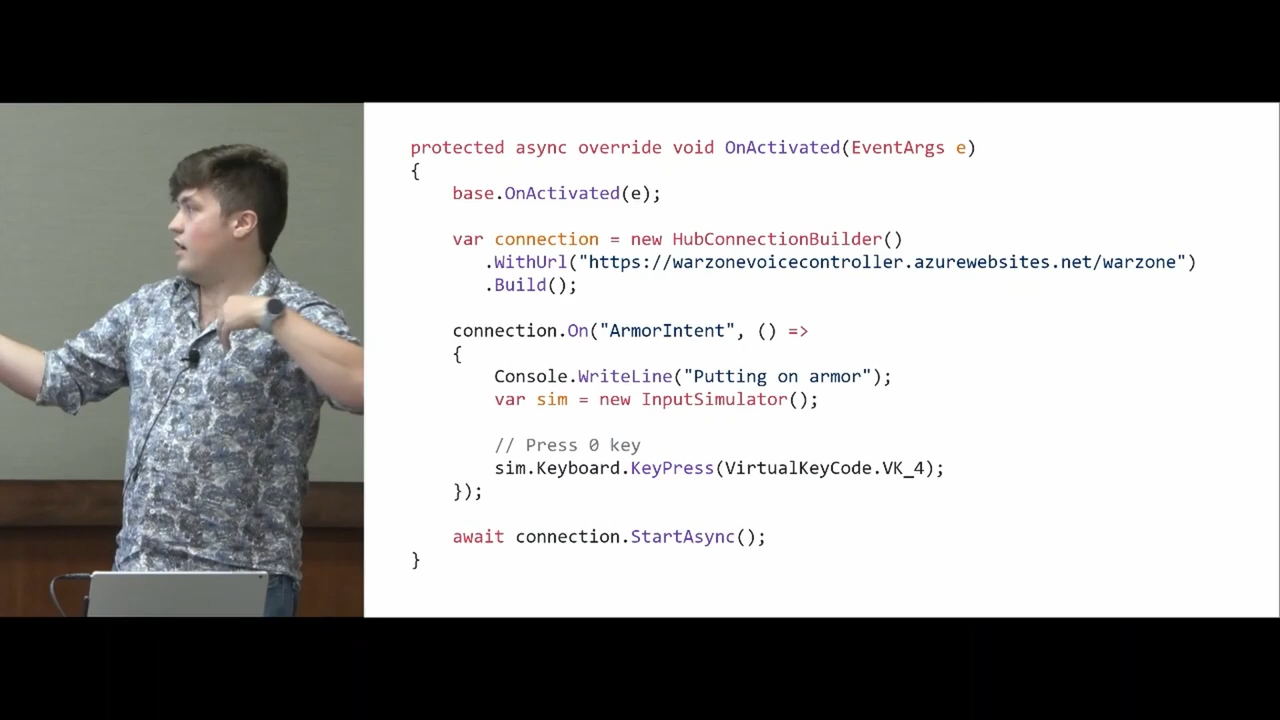 protected async override void OnActivated(EventArgs e)
{
    base.OnActivated(e);
    var connection = new HubConnectionBuilder()
       .WithUrl("https://warzonevoicecontroller.azurewebsites.net/warzone")
       .Build();
    connection.On("ArmorIntent", () =>
    {
        Console.WriteLine("Putting on armor");
        var sim = new InputSimulator();
        // Press 0 key
        sim.Keyboard.KeyPress(VirtualKeyCode.VK_4);
    });
    await connection.StartAsync();
}